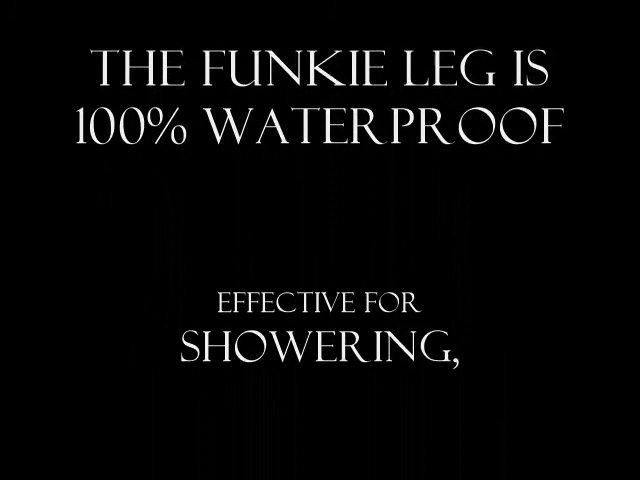 THE FUNKIE LEG IS
100% WATERPROOF
EFFECTIVE FOR
SHOWERING,